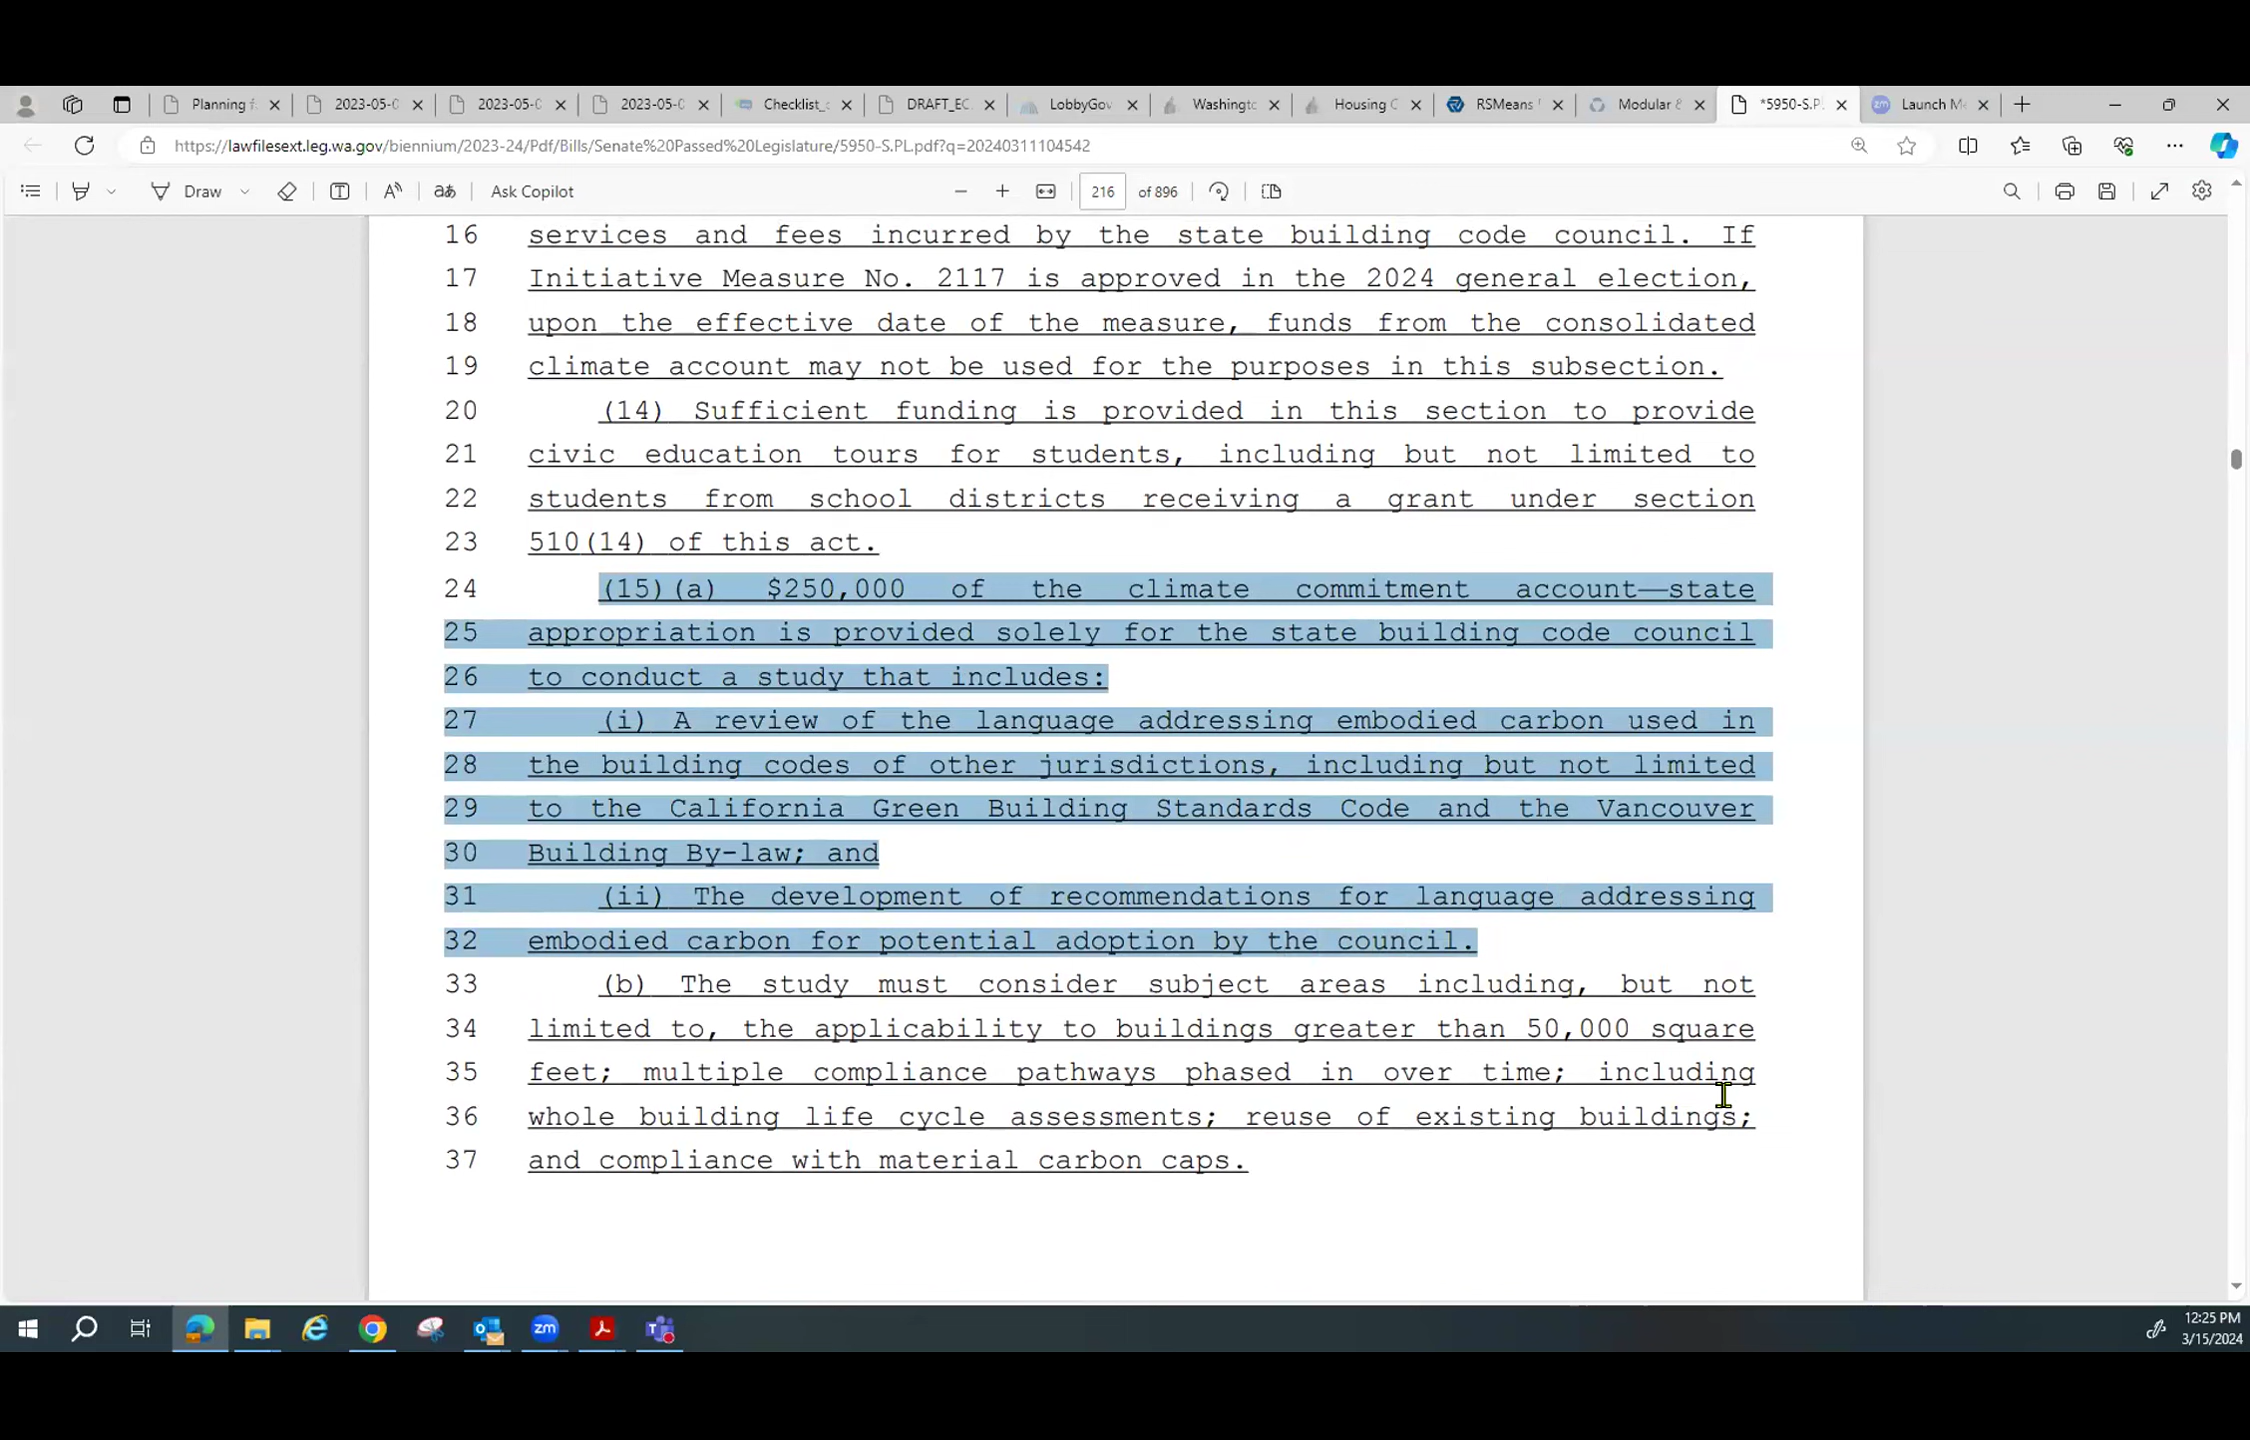 Planning f
2023-05-0
2023-05-0
2023-05-0
Checklist_
DRAFT_EC
LobbyGov
Washingto
Housing C
RSMeans
Modular &
*5950-S.P
Launch M
https://lawfilesext.leg.wa.gov/biennium/2023-24/Pdf/Bills/Senate%20Passed%20Legislature/5950-S.PL.pdf?q=20240311104542
Draw
Ask Copilot
216 of 896
16 services and fees incurred by the state building code council. If
17 Initiative Measure No. 2117 is approved in the 2024 general election,
18 upon the effective date of the measure, funds from the consolidated
19 climate account may not be used for the purposes in this subsection.
20 (14) Sufficient funding is provided in this section to provide
21 civic education tours for students, including but not limited to
22 students from school districts receiving a grant under section
23 510(14) of this act.
24 (15)(a) $250,000 of the climate commitment account—state
25 appropriation is provided solely for the state building code council
26 to conduct a study that includes:
27 (i) A review of the language addressing embodied carbon used in
28 the building codes of other jurisdictions, including but not limited
29 to the California Green Building Standards Code and the Vancouver
30 Building By-law; and
31 (ii) The development of recommendations for language addressing
32 embodied carbon for potential adoption by the council.
33 (b) The study must consider subject areas including, but not
34 limited to, the applicability to buildings greater than 50,000 square
35 feet; multiple compliance pathways phased in over time; including
36 whole building life cycle assessments; reuse of existing buildings;
37 and compliance with material carbon caps.
zm
12:25 PM
3/15/2024